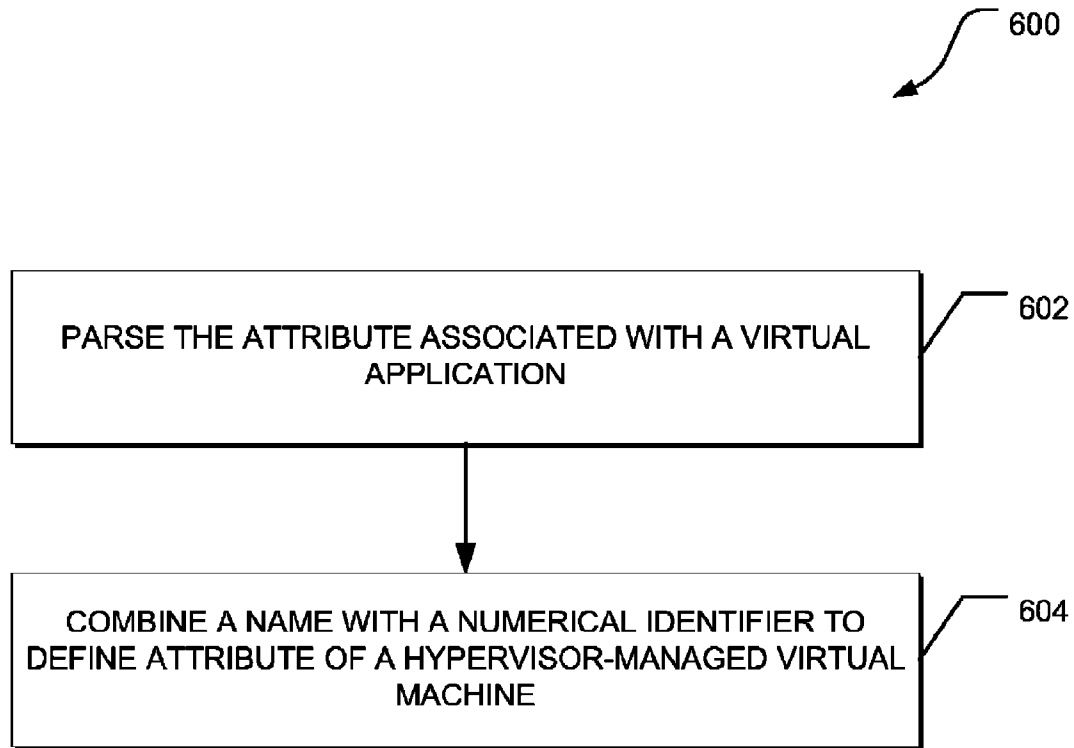 600
PARSE THE ATTRIBUTE ASSOCIATED WITH A VIRTUAL
APPLICATION
602
COMBINE A NAME WITH A NUMERICAL IDENTIFIER TO
DEFINE ATTRIBUTE OF A HYPERVISOR-MANAGED VIRTUAL
MACHINE
604